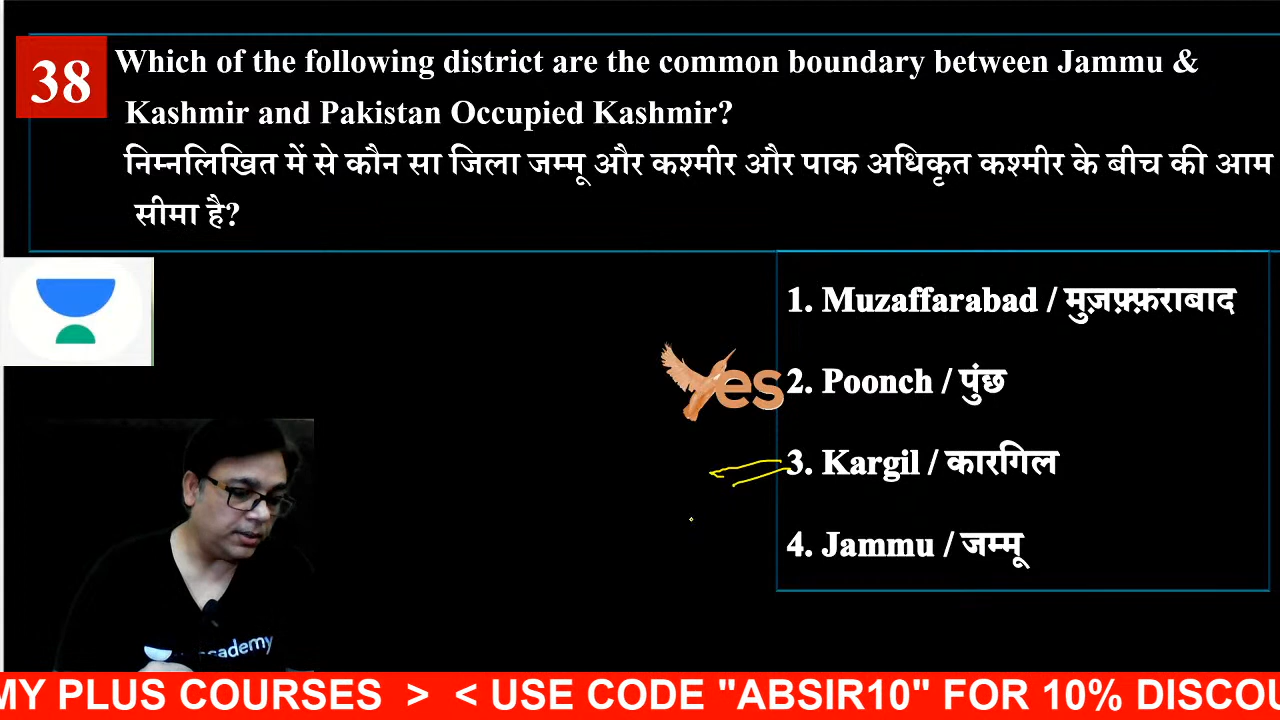 38
Which of the following district are the common boundary between Jammu &
Kashmir and Pakistan Occupied Kashmir?
निम्नलिखित में से कौन सा जिला जम्मू और कश्मीर और पाक अधिकृत कश्मीर के बीच की आम
सीमा है?
1. Muzaffarabad / मुज़फ़्फ़राबाद
Yes
2. Poonch / पुंछ
3. Kargil / कारगिल
4. Jammu / जम्मू
academy
MY PLUS COURSES > < USE CODE "ABSIR10" FOR 10% DISCOU